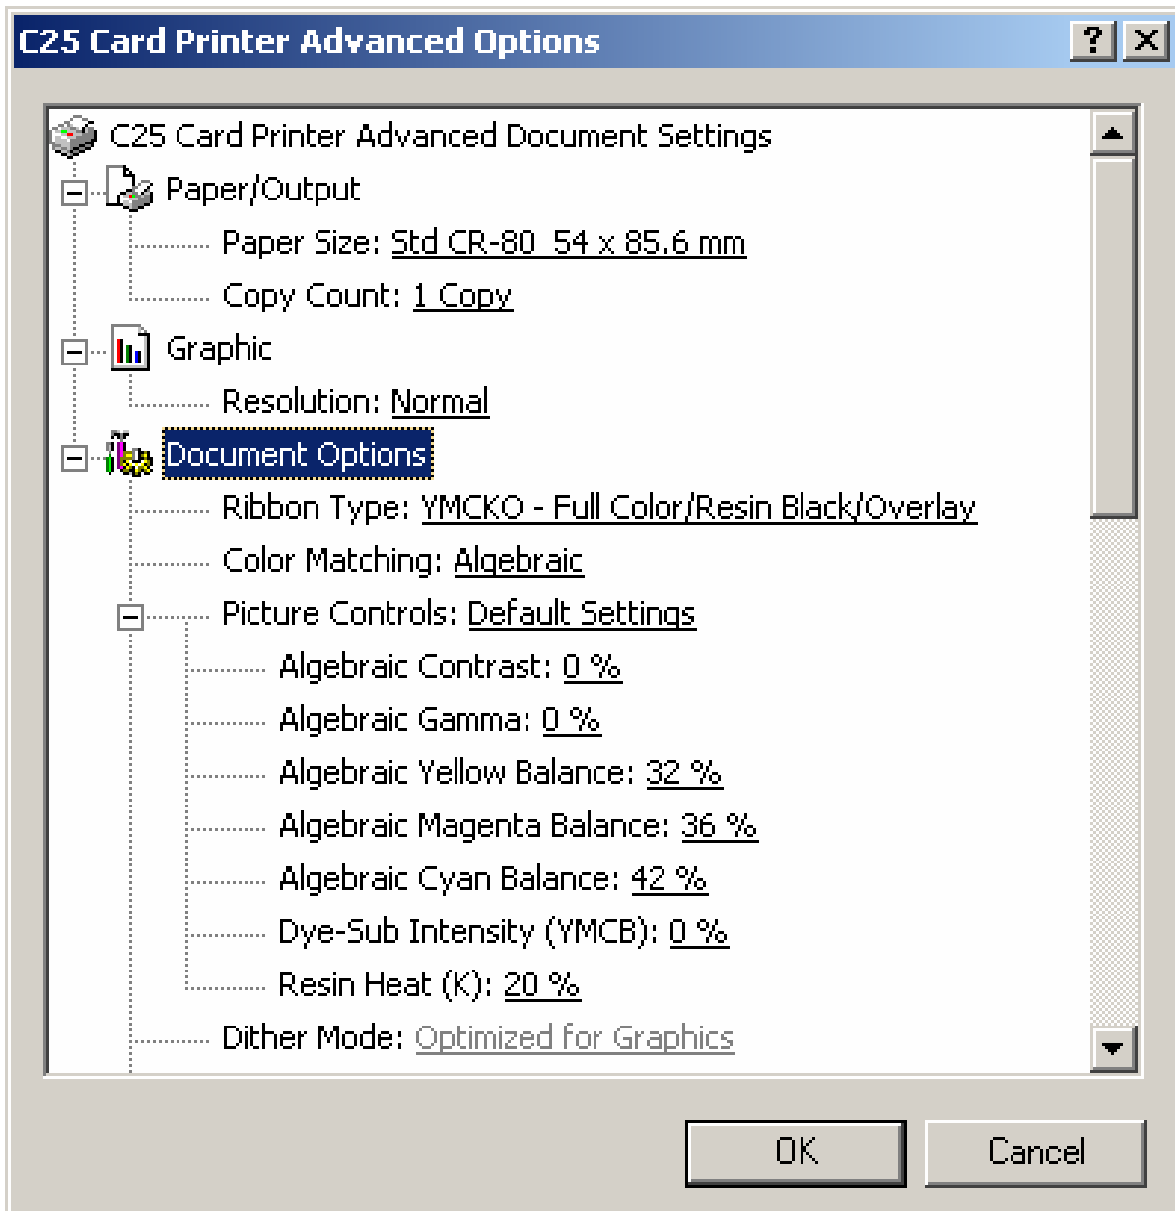 C25 Card Printer Advanced Options
C25 Card Printer Advanced Document Settings
Paper/Output
Paper Size: Std CR-80  54 x 85.6 mm
Copy Count: 1 Copy
Graphic
Resolution: Normal
Document Options
Ribbon Type: YMCKO - Full Color/Resin Black/Overlay
Color Matching: Algebraic
Picture Controls: Default Settings
Algebraic Contrast: 0 %
Algebraic Gamma: 0 %
Algebraic Yellow Balance: 32 %
Algebraic Magenta Balance: 36 %
Algebraic Cyan Balance: 42 %
Dye-Sub Intensity (YMCB): 0 %
Resin Heat (K): 20 %
Dither Mode: Optimized for Graphics
OK Cancel